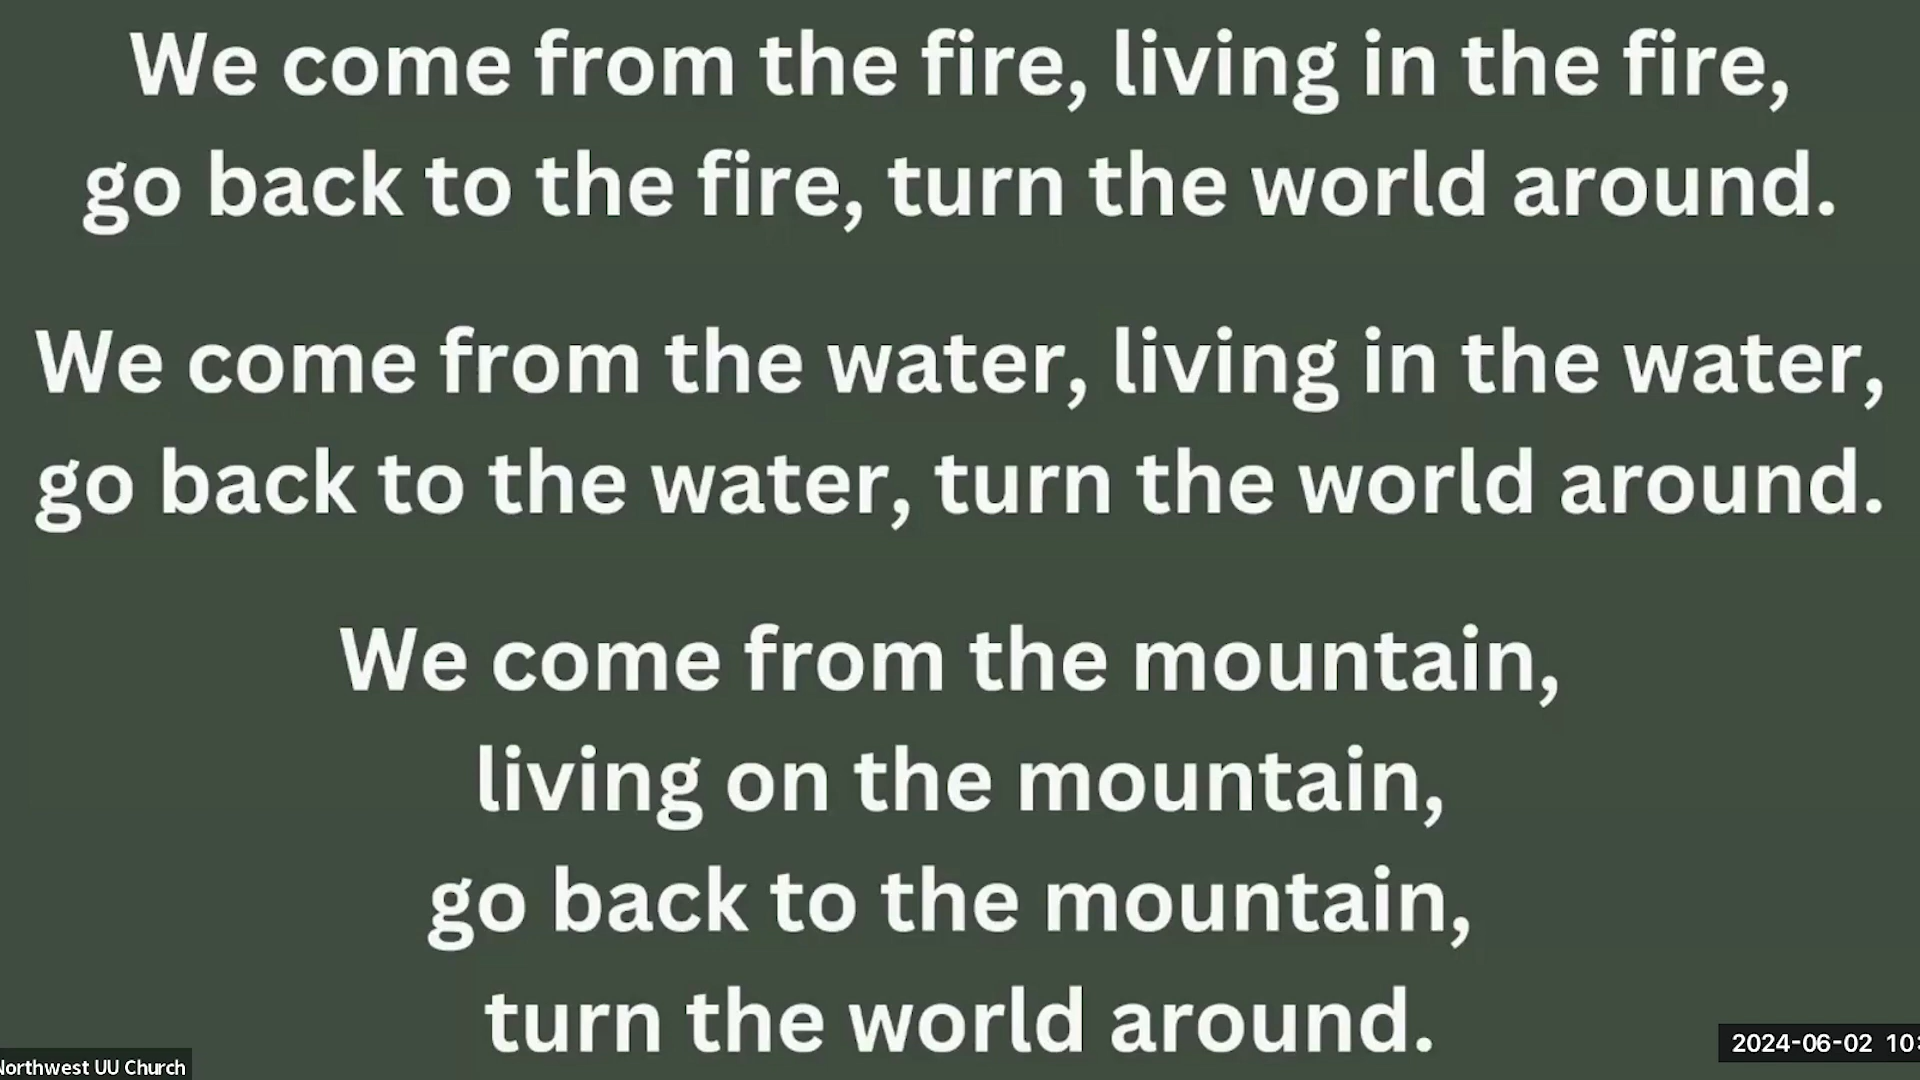 We come from the fire, living in the fire,
go back to the fire, turn the world around.
We come from the water, living in the water,
go back to the water, turn the world around.
We come from the mountain,
living on the mountain,
go back to the mountain,
turn the world around.
Northwest UU Church
2024-06-02 10: